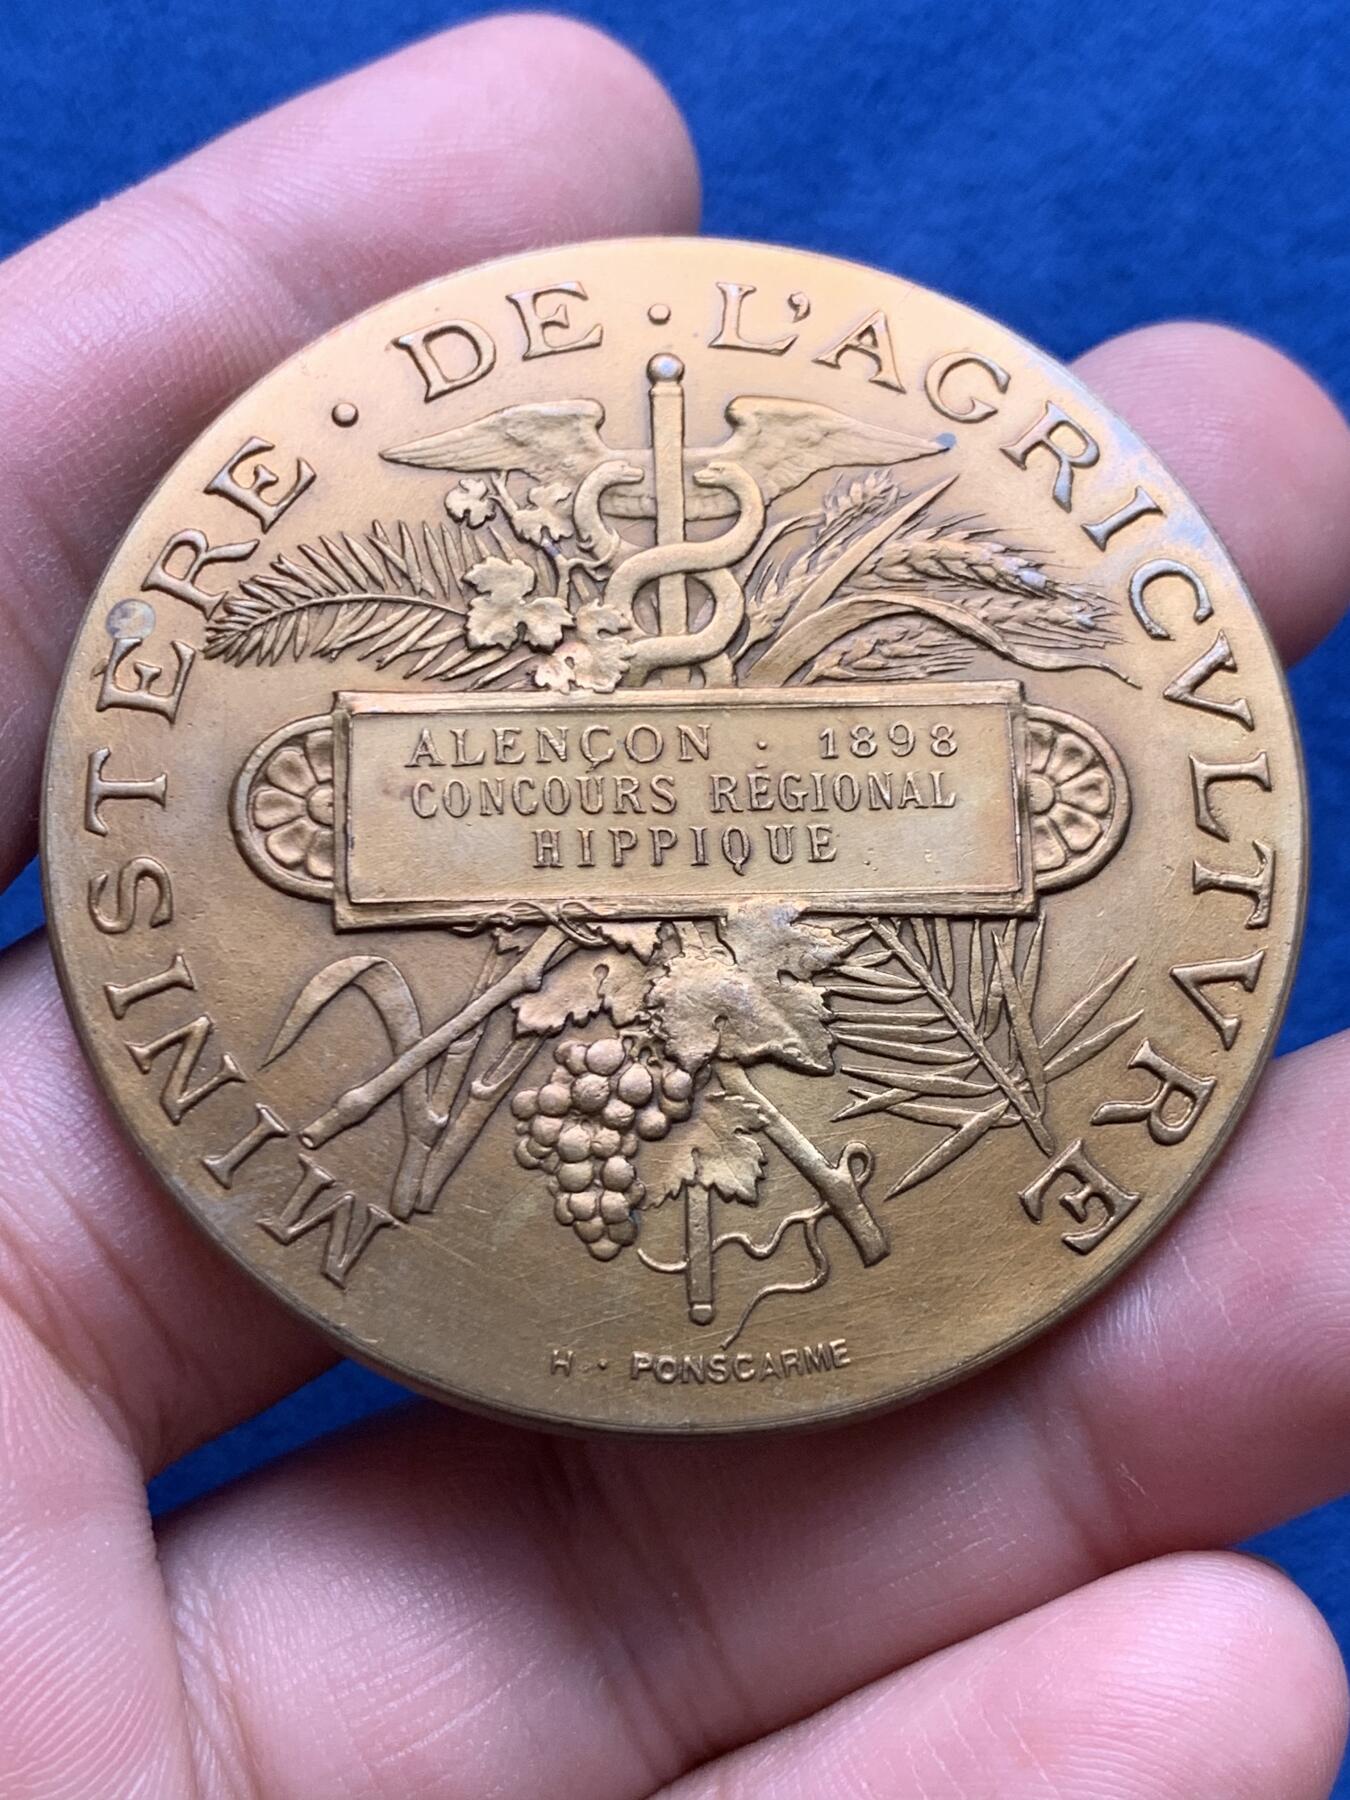 MINISTÈRE · DE · L'AGRICVLTVRE
ALENÇON · 1898
CONCOURS RÉGIONAL
HIPPIQUE
H · PONSCARME